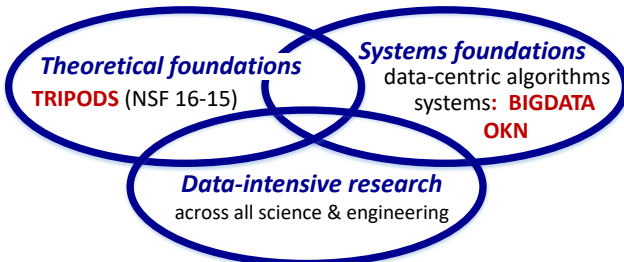 Theoretical foundations
TRIPODS (NSF 16-15)
Systems foundations
data-centric algorithms
systems: BIGDATA
OKN
Data-intensive research
across all science & engineering